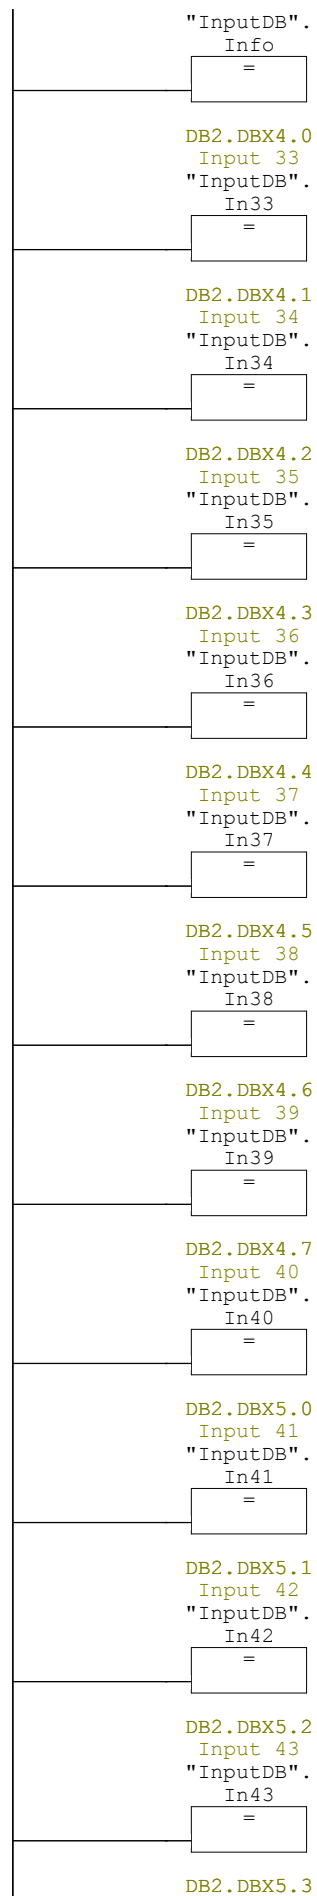 "InputDB".
Info
=
DB2.DBX4.0
Input 33
"InputDB".
In33
=
DB2.DBX4.1
Input 34
"InputDB".
In34
=
DB2.DBX4.2
Input 35
"InputDB".
In35
=
DB2.DBX4.3
Input 36
"InputDB".
In36
=
DB2.DBX4.4
Input 37
"InputDB".
In37
=
DB2.DBX4.5
Input 38
"InputDB".
In38
=
DB2.DBX4.6
Input 39
"InputDB".
In39
=
DB2.DBX4.7
Input 40
"InputDB".
In40
=
DB2.DBX5.0
Input 41
"InputDB".
In41
=
DB2.DBX5.1
Input 42
"InputDB".
In42
=
DB2.DBX5.2
Input 43
"InputDB".
In43
=
DB2.DBX5.3